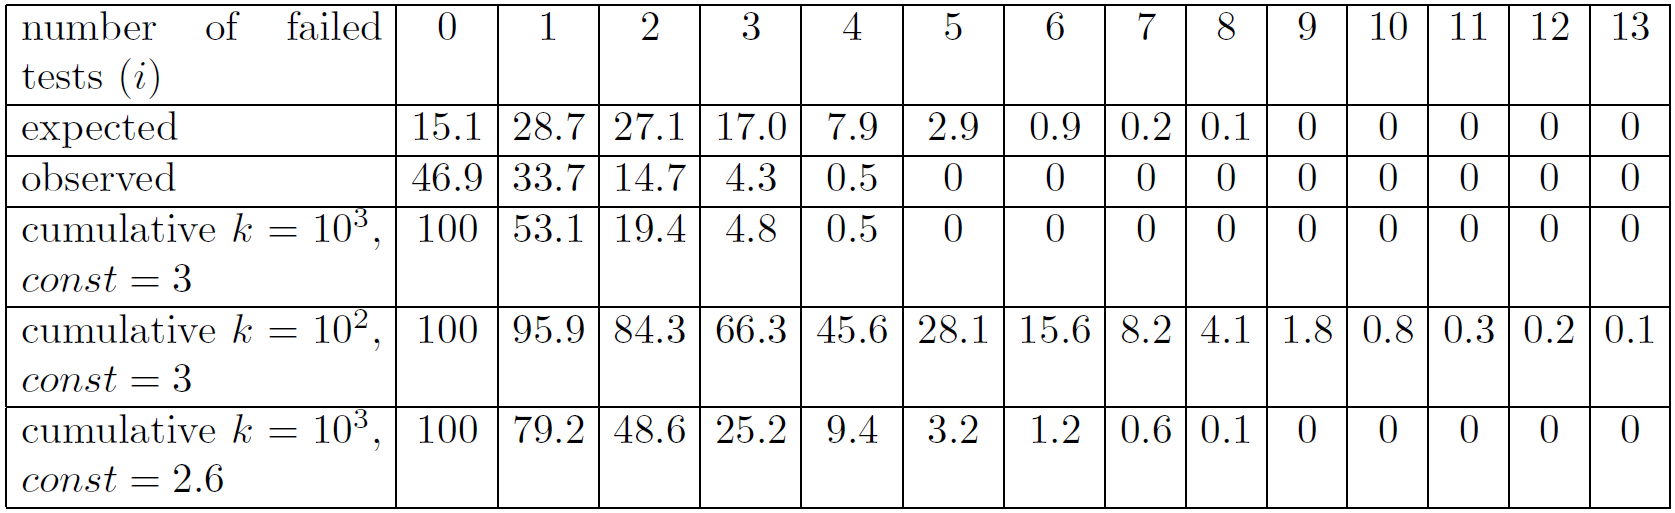 number of failed 0 1 2 3 4 5 6 7 8 9 10 11 12 13
tests (i)
expected 15.1 28.7 27.1 17.0 7.9 2.9 0.9 0.2 0.1 0 0 0 0 0
observed 46.9 33.7 14.7 4.3 0.5 0 0 0 0 0 0 0 0 0
cumulative k = 10³, 100 53.1 19.4 4.8 0.5 0 0 0 0 0 0 0 0 0
const = 3
cumulative k = 10², 100 95.9 84.3 66.3 45.6 28.1 15.6 8.2 4.1 1.8 0.8 0.3 0.2 0.1
const = 3
cumulative k = 10³, 100 79.2 48.6 25.2 9.4 3.2 1.2 0.6 0.1 0 0 0 0 0
const = 2.6